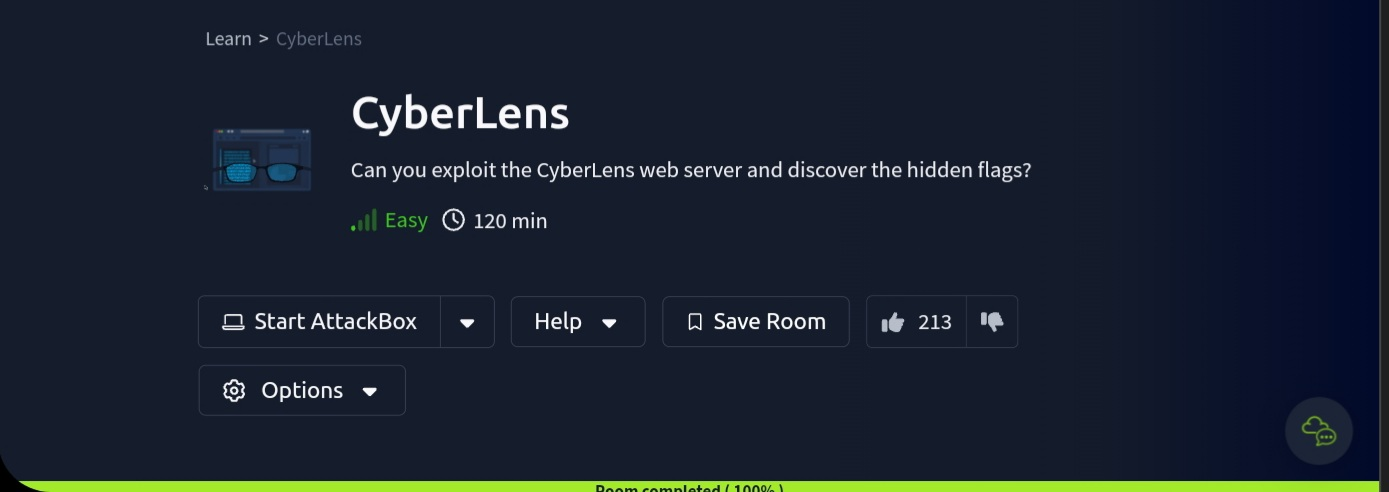 Learn > CyberLens
CyberLens
Can you exploit the CyberLens web server and discover the hidden flags?
Easy 120 min
Start AttackBox Help Save Room 213
Options
Room completed ( 100% )